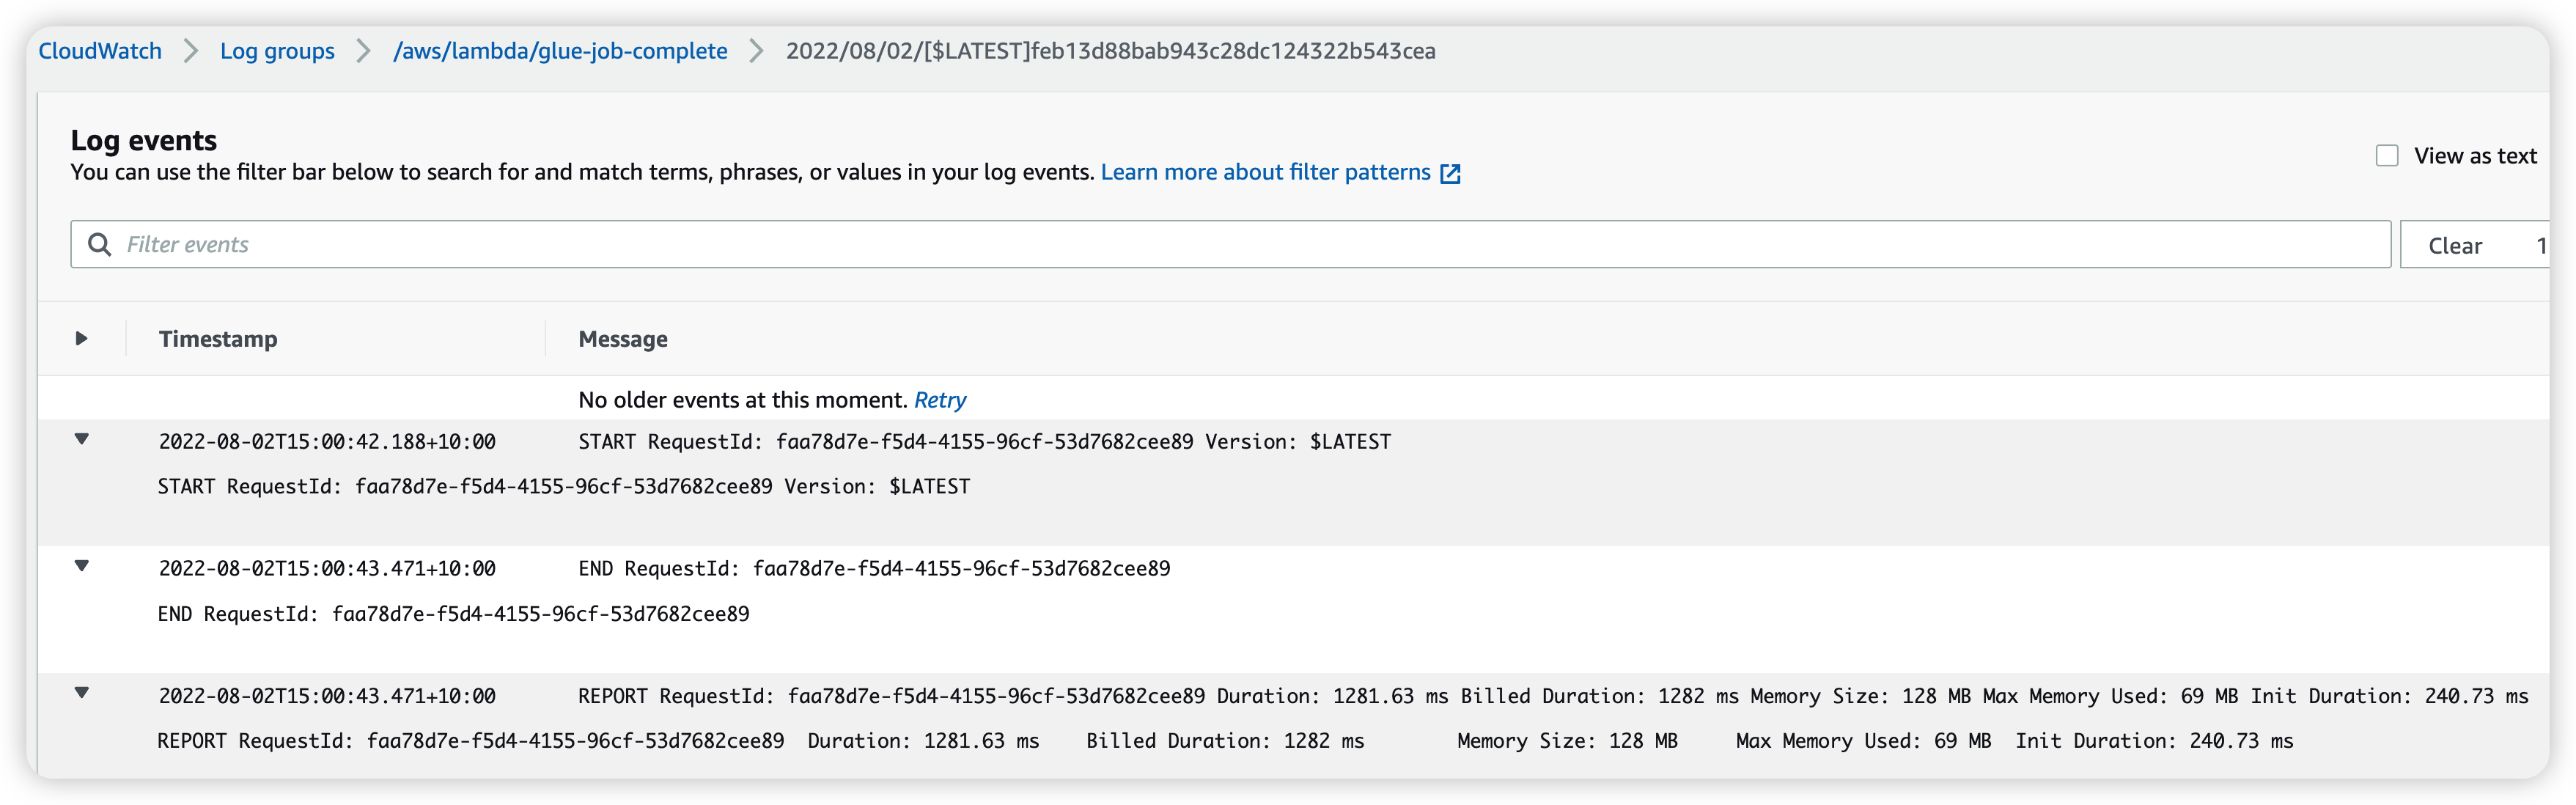 CloudWatch > Log groups > /aws/lambda/glue-job-complete > 2022/08/02/[$LATEST]feb13d88bab943c28dc124322b543cea
Log events
You can use the filter bar below to search for and match terms, phrases, or values in your log events. Learn more about filter patterns
View as text
Filter events
Clear 1
Timestamp Message
No older events at this moment. Retry
2022-08-02T15:00:42.188+10:00 START RequestId: faa78d7e-f5d4-4155-96cf-53d7682cee89 Version: $LATEST
START RequestId: faa78d7e-f5d4-4155-96cf-53d7682cee89 Version: $LATEST
2022-08-02T15:00:43.471+10:00 END RequestId: faa78d7e-f5d4-4155-96cf-53d7682cee89
END RequestId: faa78d7e-f5d4-4155-96cf-53d7682cee89
2022-08-02T15:00:43.471+10:00 REPORT RequestId: faa78d7e-f5d4-4155-96cf-53d7682cee89 Duration: 1281.63 ms Billed Duration: 1282 ms Memory Size: 128 MB Max Memory Used: 69 MB Init Duration: 240.73 ms
REPORT RequestId: faa78d7e-f5d4-4155-96cf-53d7682cee89 Duration: 1281.63 ms Billed Duration: 1282 ms Memory Size: 128 MB Max Memory Used: 69 MB Init Duration: 240.73 ms